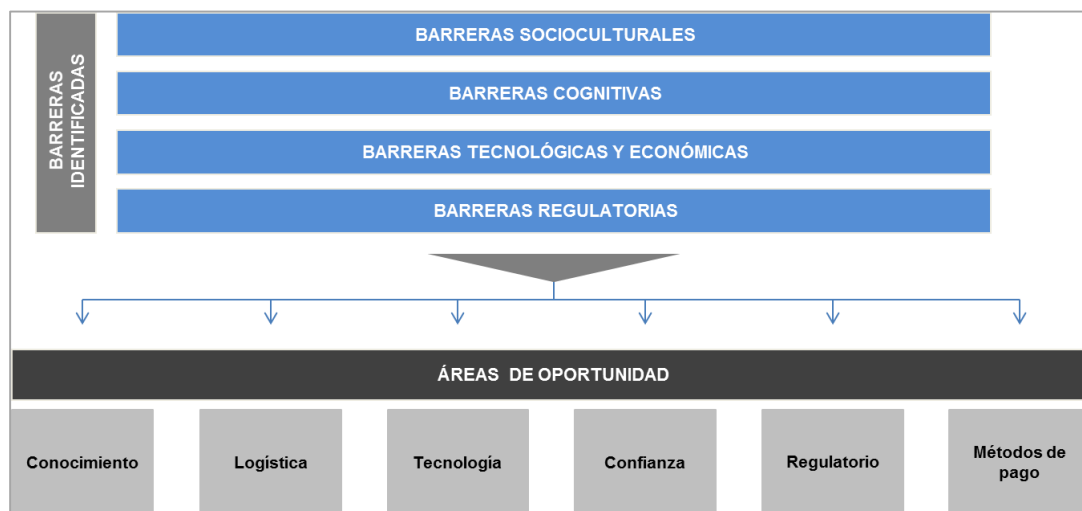 BARRERAS
IDENTIFICADAS
BARRERAS SOCIOCULTURALES
BARRERAS COGNITIVAS
BARRERAS TECNOLÓGICAS Y ECONÓMICAS
BARRERAS REGULATORIAS
ÁREAS DE OPORTUNIDAD
Conocimiento
Logística
Tecnología
Confianza
Regulatorio
Métodos de
pago